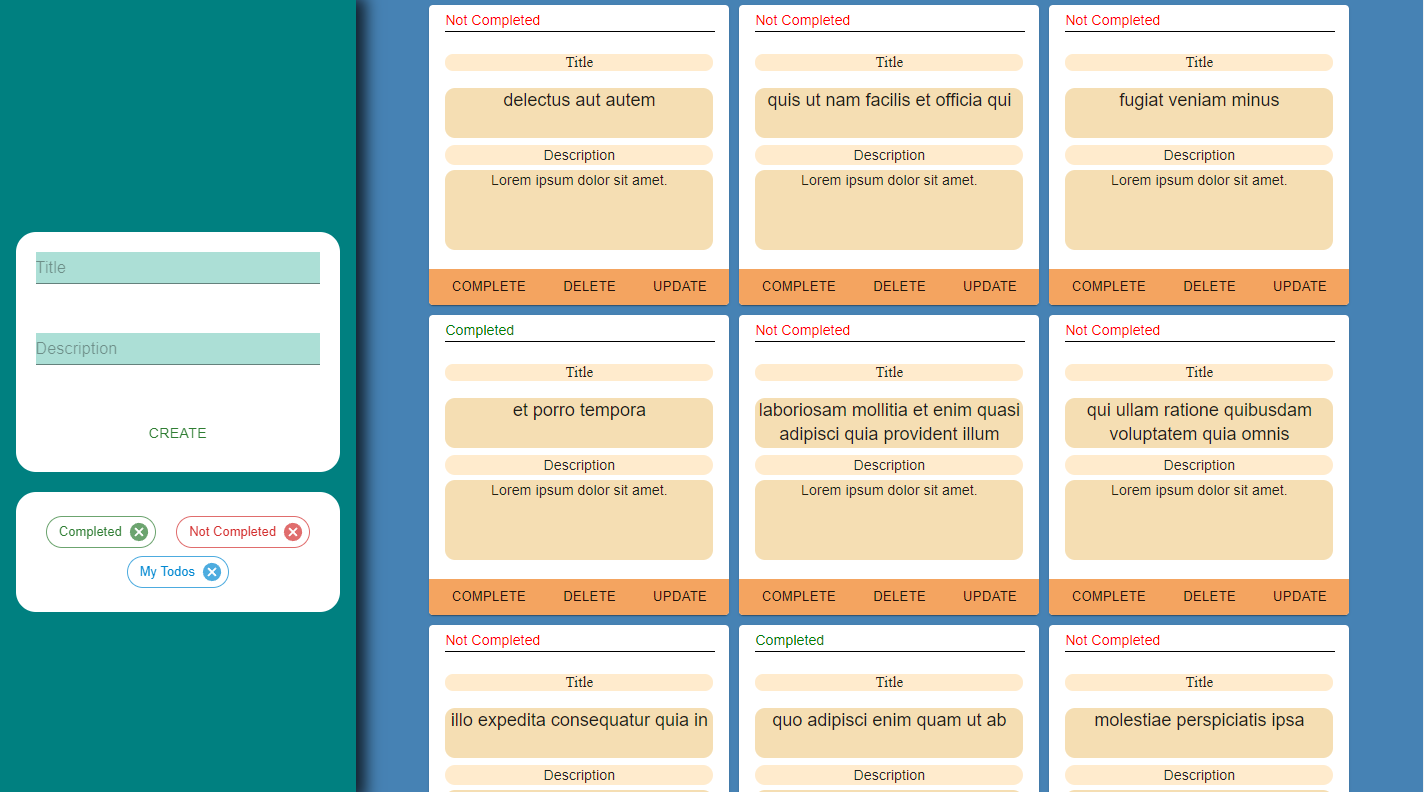 Title
Description
CREATE
Completed
Not Completed
My Todos
Not Completed
Title
delectus aut autem
Description
Lorem ipsum dolor sit amet.
COMPLETE DELETE UPDATE
Not Completed
Title
quis ut nam facilis et officia qui
Description
Lorem ipsum dolor sit amet.
COMPLETE DELETE UPDATE
Not Completed
Title
fugiat veniam minus
Description
Lorem ipsum dolor sit amet.
COMPLETE DELETE UPDATE
Completed
Title
et porro tempora
Description
Lorem ipsum dolor sit amet.
COMPLETE DELETE UPDATE
Not Completed
Title
laboriosam mollitia et enim quasi
adipisci quia provident illum
Description
Lorem ipsum dolor sit amet.
COMPLETE DELETE UPDATE
Not Completed
Title
qui ullam ratione quibusdam
voluptatem quia omnis
Description
Lorem ipsum dolor sit amet.
COMPLETE DELETE UPDATE
Not Completed
Title
illo expedita consequatur quia in
Description
Completed
Title
quo adipisci enim quam ut ab
Description
Not Completed
Title
molestiae perspiciatis ipsa
Description